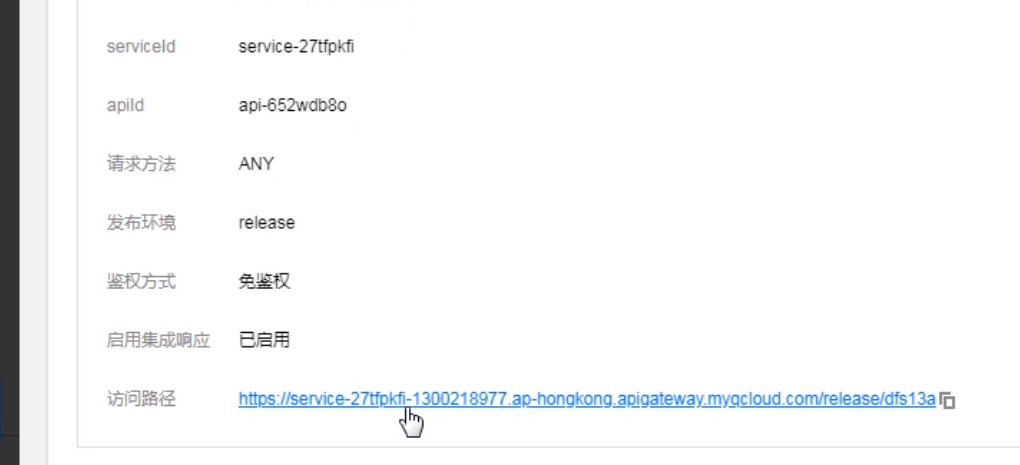 serviceId service-27tfpkfi
apiId api-652wdb8o
请求方法 ANY
发布环境 release
鉴权方式 免鉴权
启用集成响应 已启用
访问路径 https://service-27tfpkfi-1300218977.ap-hongkong.apigateway.myqcloud.com/release/dfs13a